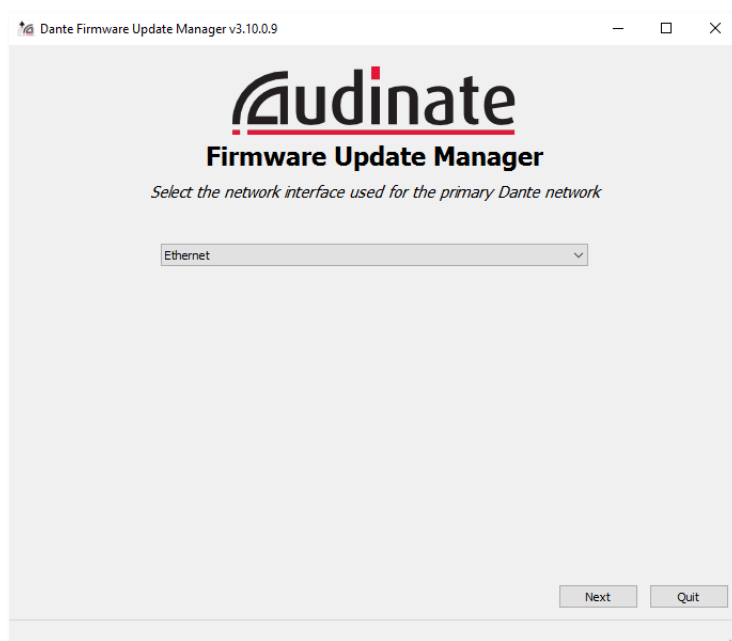 Dante Firmware Update Manager v3.10.0.9
Audinate
Firmware Update Manager
Select the network interface used for the primary Dante network
Ethernet
Next Quit